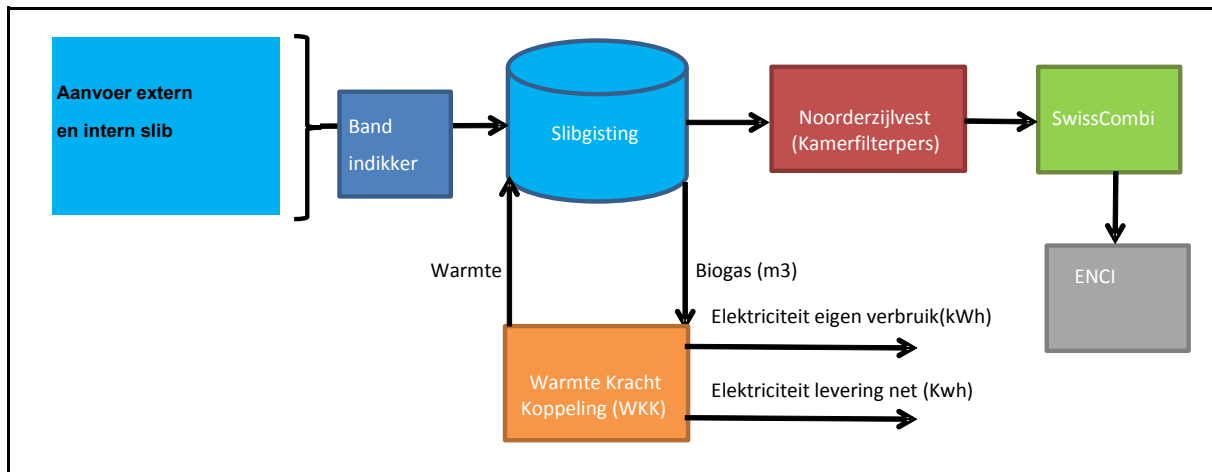 Aanvoer extern
en intern slib
Band
indikker
Slibgisting
Noorderzijlvest
(Kamerfilterpers)
SwissCombi
ENCI
Warmte
Biogas (m3)
Elektriciteit eigen verbruik(kWh)
Warmte Kracht
Koppeling (WKK)
Elektriciteit levering net (Kwh)